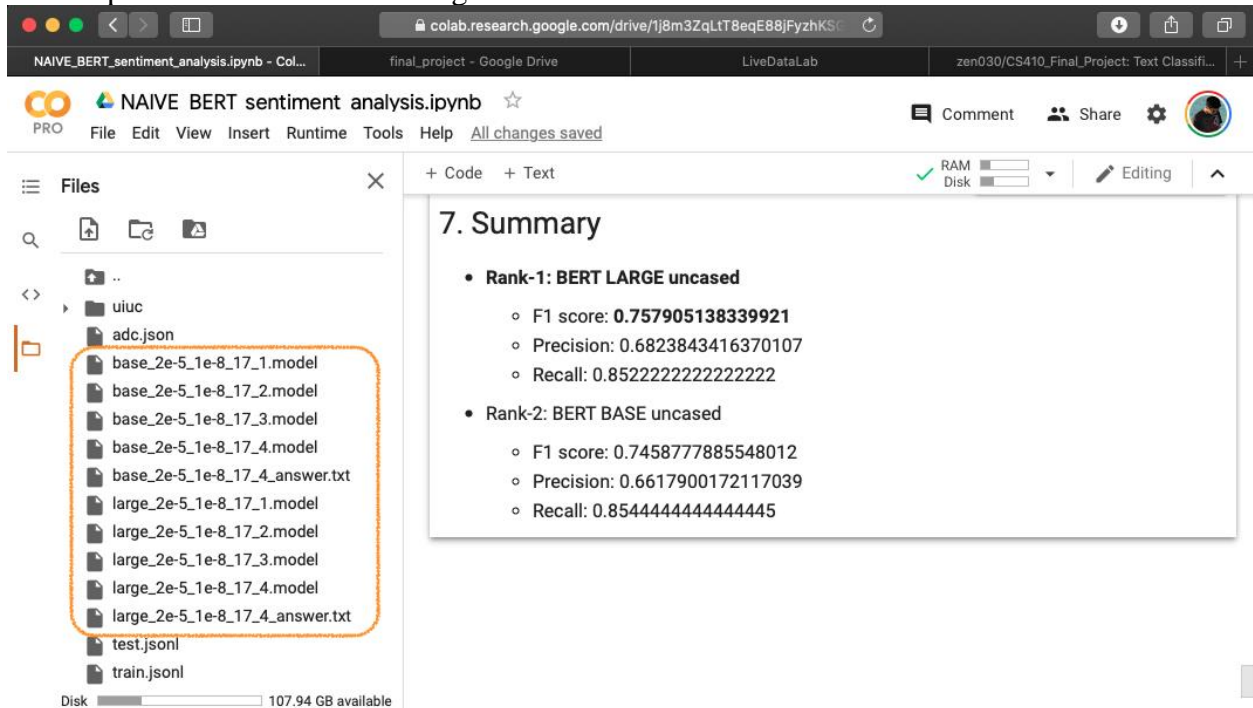 colab.research.google.com/drive/1j8m3ZqLtT8eqE88jFyzhKSG
NAIVE_BERT_sentiment_analysis.ipynb - Col...
final_project - Google Drive
LiveDataLab
zen030/CS410_Final_Project: Text Classifi...
CO
PRO
NAIVE BERT sentiment analysis.ipynb
File Edit View Insert Runtime Tools Help All changes saved
Comment
Share
Files
..
uiuc
adc.json
base_2e-5_1e-8_17_1.model
base_2e-5_1e-8_17_2.model
base_2e-5_1e-8_17_3.model
base_2e-5_1e-8_17_4.model
base_2e-5_1e-8_17_4_answer.txt
large_2e-5_1e-8_17_1.model
large_2e-5_1e-8_17_2.model
large_2e-5_1e-8_17_3.model
large_2e-5_1e-8_17_4.model
large_2e-5_1e-8_17_4_answer.txt
test.jsonl
train.jsonl
Disk 107.94 GB available
+ Code + Text
RAM
Disk
Editing
7. Summary
• Rank-1: BERT LARGE uncased
◦ F1 score: 0.757905138339921
◦ Precision: 0.6823843416370107
◦ Recall: 0.8522222222222222
• Rank-2: BERT BASE uncased
◦ F1 score: 0.7458777885548012
◦ Precision: 0.6617900172117039
◦ Recall: 0.8544444444444445